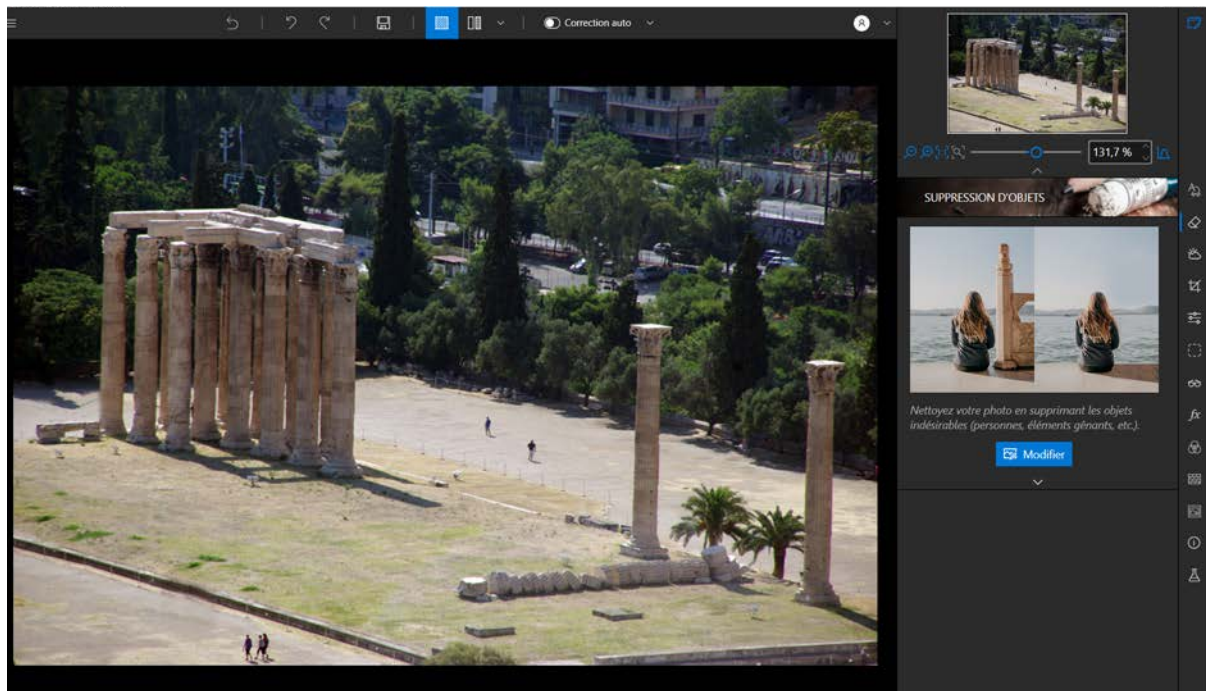 Correction auto
131,7 %
SUPPRESSION D'OBJETS
Nettoyez votre photo en supprimant les objets
indésirables (personnes, éléments gênants, etc.).
Modifier
fx